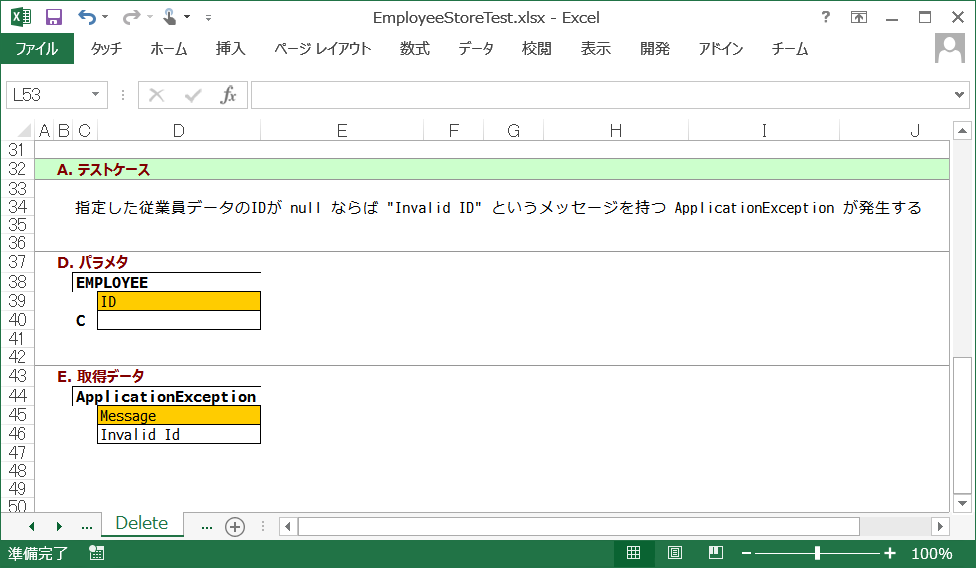 EmployeeStoreTest.xlsx - Excel
ファイル タッチ ホーム 挿入 ページ レイアウト 数式 データ 校閲 表示 開発 アドイン チーム
L53 fx
A B C D E F G H I J
31
32 A. テストケース
33
34 指定した従業員データのIDが null ならば "Invalid ID" というメッセージを持つ ApplicationException が発生する
35
36
37 D. パラメタ
38 EMPLOYEE
39 ID
40 C
41
42
43 E. 取得データ
44 ApplicationException
45 Message
46 Invalid Id
47
48
49
50
... Delete ...
準備完了 100%